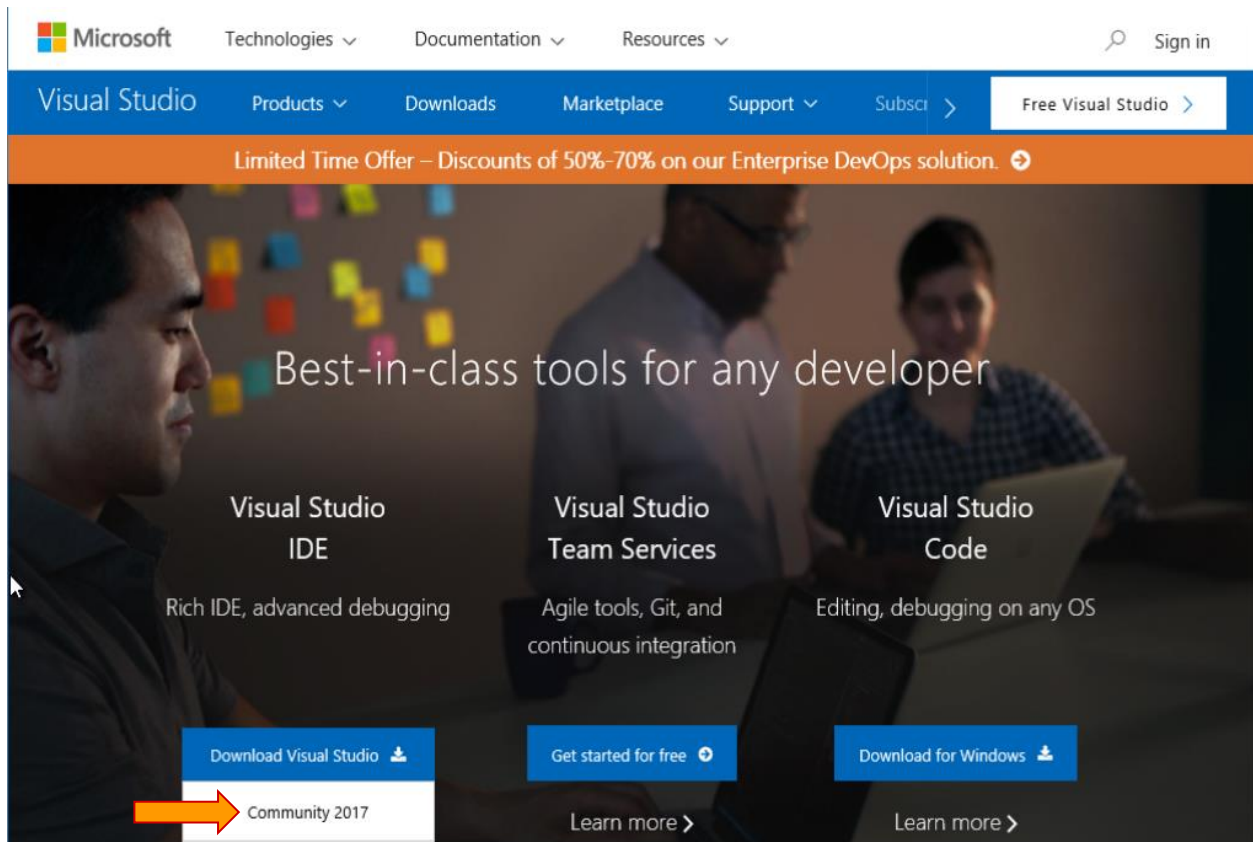 Microsoft Technologies Documentation Resources Sign in
Visual Studio Products Downloads Marketplace Support Free Visual Studio
Limited Time Offer – Discounts of 50%-70% on our Enterprise DevOps solution.
Best-in-class tools for any developer
Visual Studio
IDE
Rich IDE, advanced debugging
Download Visual Studio
Community 2017
Visual Studio
Team Services
Agile tools, Git, and
continuous integration
Get started for free
Learn more
Visual Studio
Code
Editing, debugging on any OS
Download for Windows
Learn more